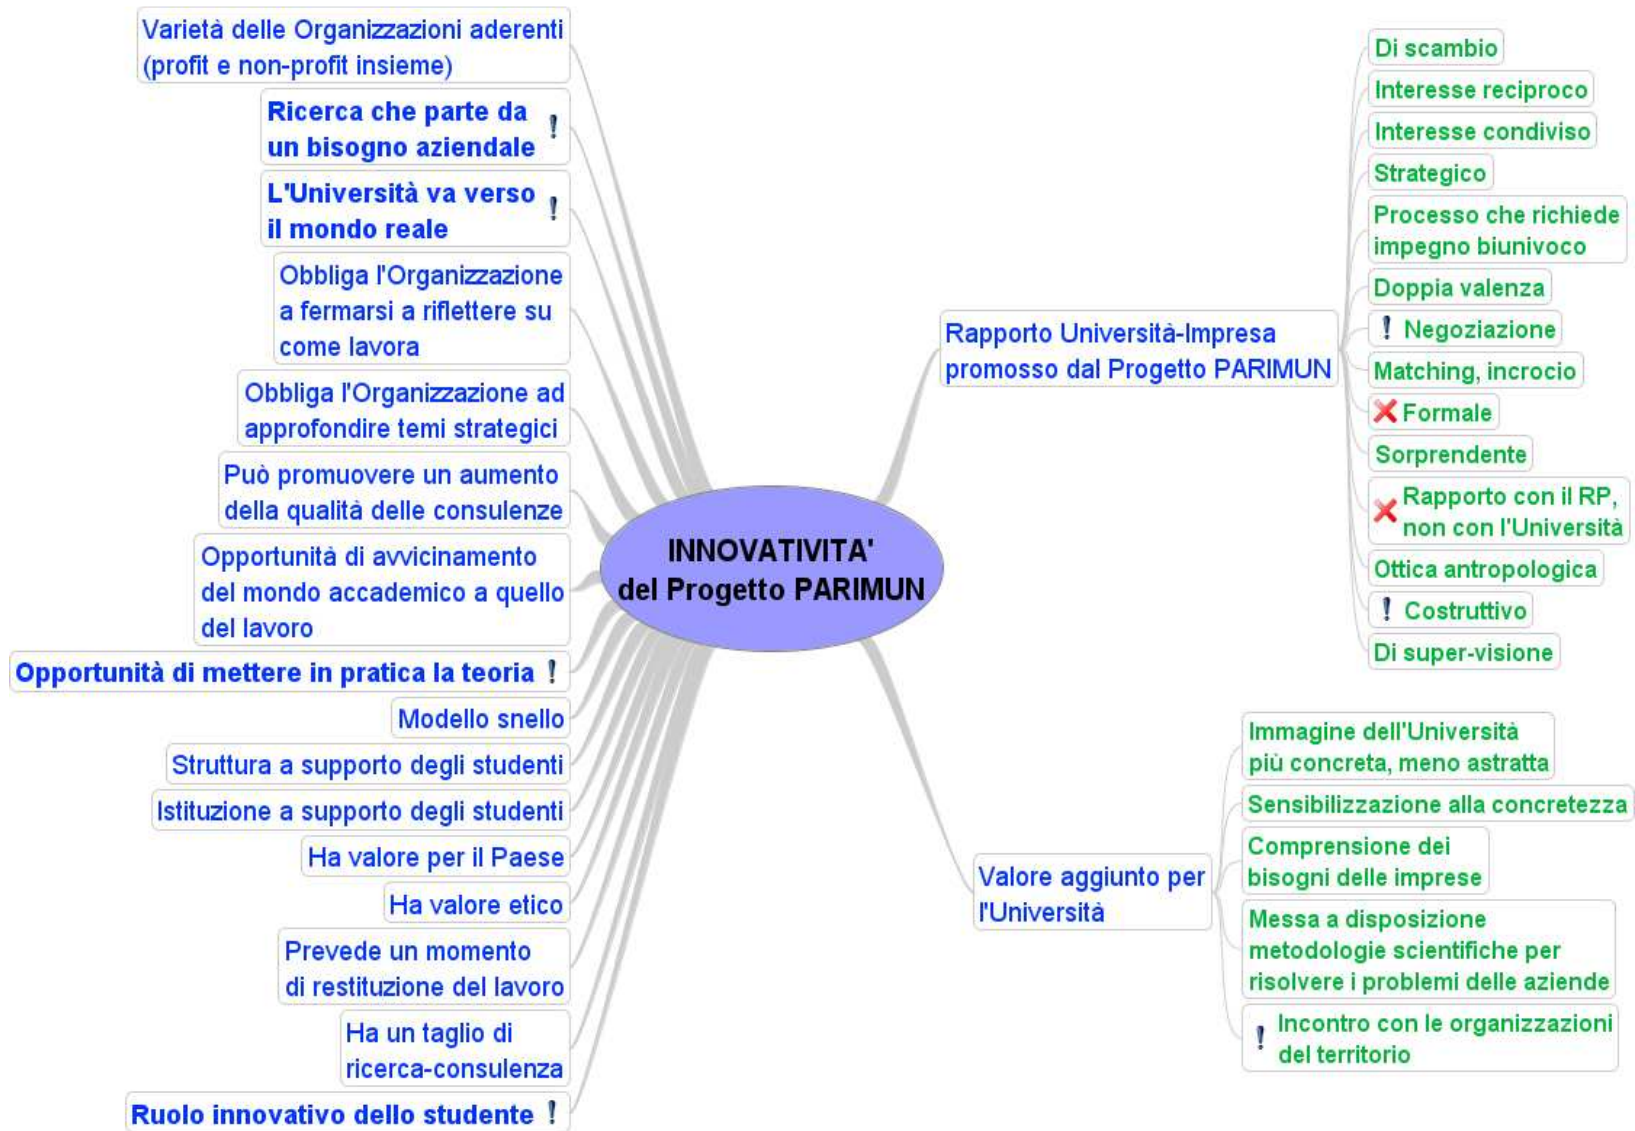 Varietà delle Organizzazioni aderenti
(profit e non-profit insieme)
Ricerca che parte da
un bisogno aziendale
L'Università va verso
il mondo reale
Obbliga l'Organizzazione
a fermarsi a riflettere su
come lavora
Obbliga l'Organizzazione ad
approfondire temi strategici
Può promuovere un aumento
della qualità delle consulenze
Opportunità di avvicinamento
del mondo accademico a quello
del lavoro
Opportunità di mettere in pratica la teoria
Modello snello
Struttura a supporto degli studenti
Istituzione a supporto degli studenti
Ha valore per il Paese
Ha valore etico
Prevede un momento
di restituzione del lavoro
Ha un taglio di
ricerca-consulenza
Ruolo innovativo dello studente
INNOVATIVITA'
del Progetto PARIMUN
Rapporto Università-Impresa
promosso dal Progetto PARIMUN
Di scambio
Interesse reciproco
Interesse condiviso
Strategico
Processo che richiede
impegno biunivoco
Doppia valenza
Negoziazione
Matching, incrocio
Formale
Sorprendente
Rapporto con il RP,
non con l'Università
Ottica antropologica
Costruttivo
Di super-visione
Valore aggiunto per
l'Università
Immagine dell'Università
più concreta, meno astratta
Sensibilizzazione alla concretezza
Comprensione dei
bisogni delle imprese
Messa a disposizione
metodologie scientifiche per
risolvere i problemi delle aziende
Incontro con le organizzazioni
del territorio